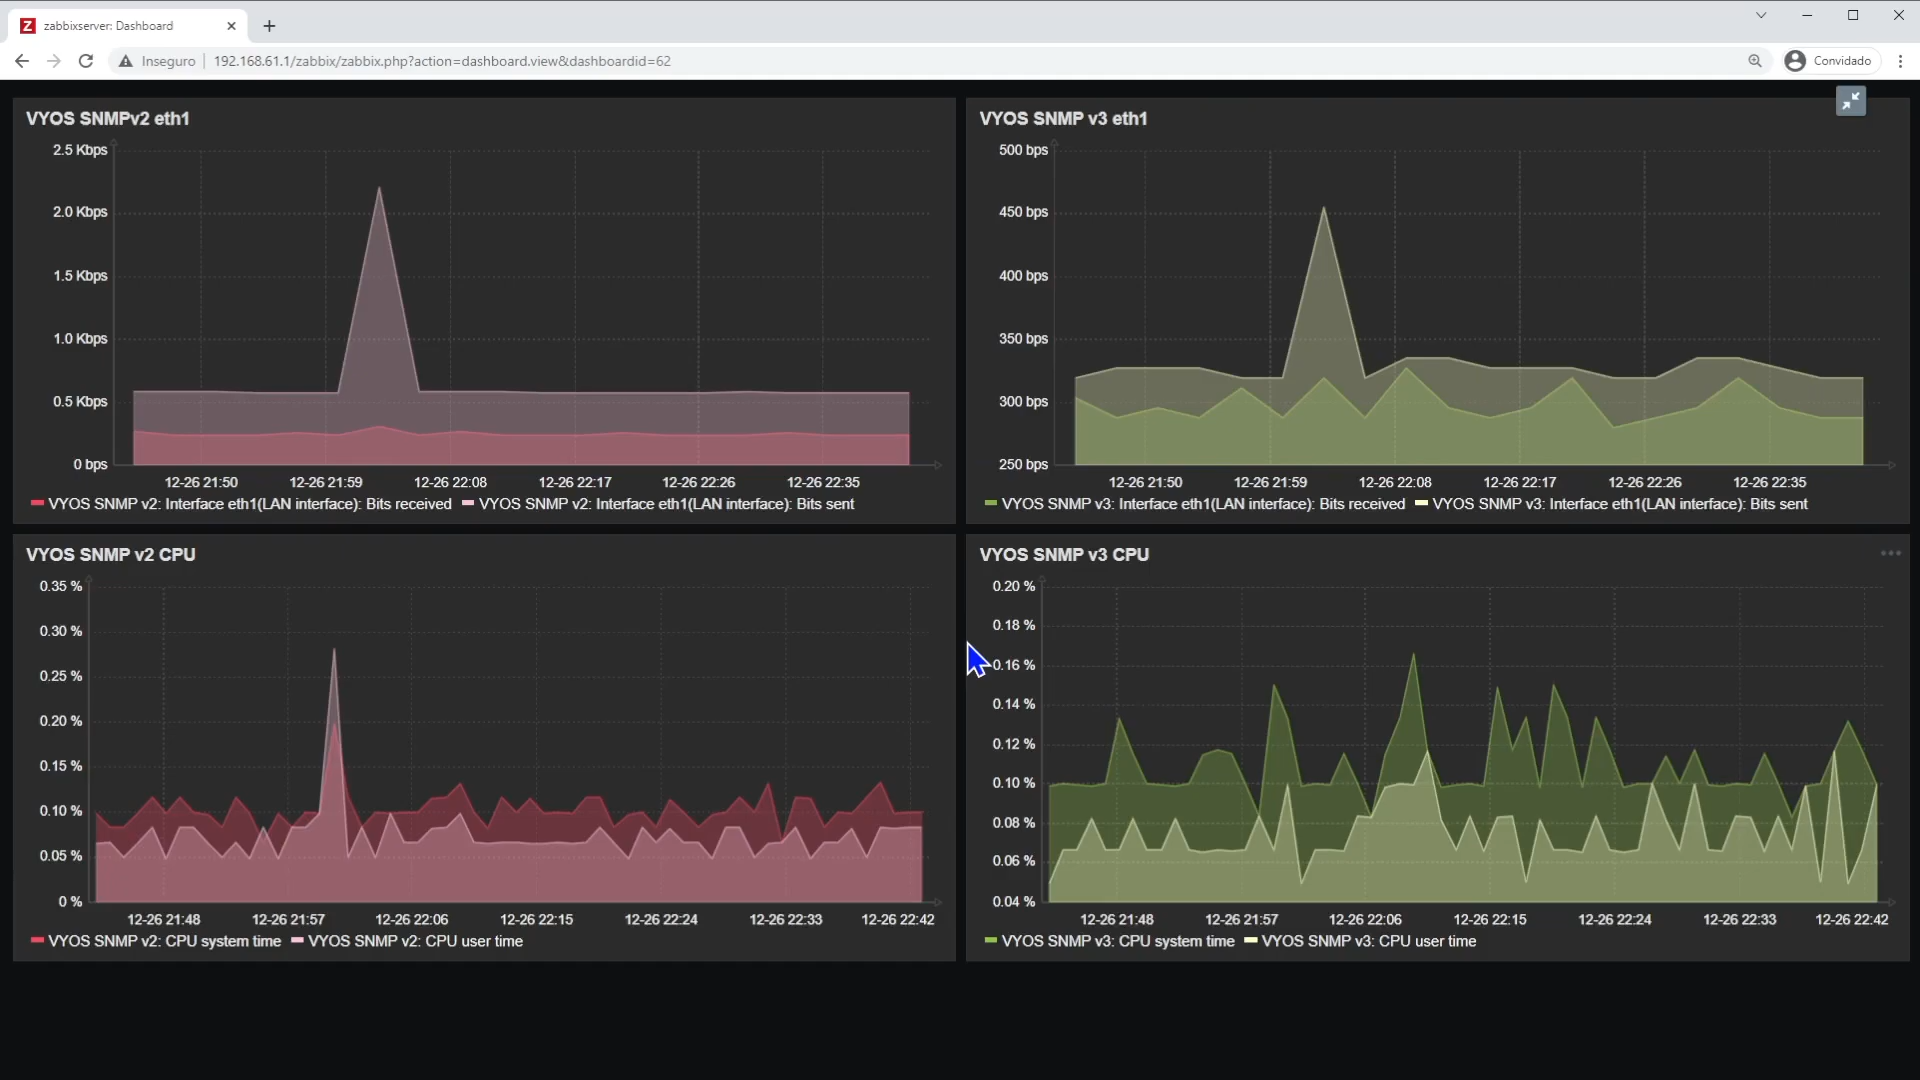 zabbixserver: Dashboard
Inseguro 192.168.61.1/zabbix/zabbix.php?action=dashboard.view&dashboardid=62 Convidado
VYOS SNMPv2 eth1
2.5 Kbps
2.0 Kbps
1.5 Kbps
1.0 Kbps
0.5 Kbps
0 bps
12-26 21:50 12-26 21:59 12-26 22:08 12-26 22:17 12-26 22:26 12-26 22:35
VYOS SNMP v2: Interface eth1(LAN interface): Bits received VYOS SNMP v2: Interface eth1(LAN interface): Bits sent
VYOS SNMP v3 eth1
500 bps
450 bps
400 bps
350 bps
300 bps
250 bps
12-26 21:50 12-26 21:59 12-26 22:08 12-26 22:17 12-26 22:26 12-26 22:35
VYOS SNMP v3: Interface eth1(LAN interface): Bits received VYOS SNMP v3: Interface eth1(LAN interface): Bits sent
VYOS SNMP v2 CPU
0.35 %
0.30 %
0.25 %
0.20 %
0.15 %
0.10 %
0.05 %
0 %
12-26 21:48 12-26 21:57 12-26 22:06 12-26 22:15 12-26 22:24 12-26 22:33 12-26 22:42
VYOS SNMP v2: CPU system time VYOS SNMP v2: CPU user time
VYOS SNMP v3 CPU
0.20 %
0.18 %
0.16 %
0.14 %
0.12 %
0.10 %
0.08 %
0.06 %
0.04 %
12-26 21:48 12-26 21:57 12-26 22:06 12-26 22:15 12-26 22:24 12-26 22:33 12-26 22:42
VYOS SNMP v3: CPU system time VYOS SNMP v3: CPU user time